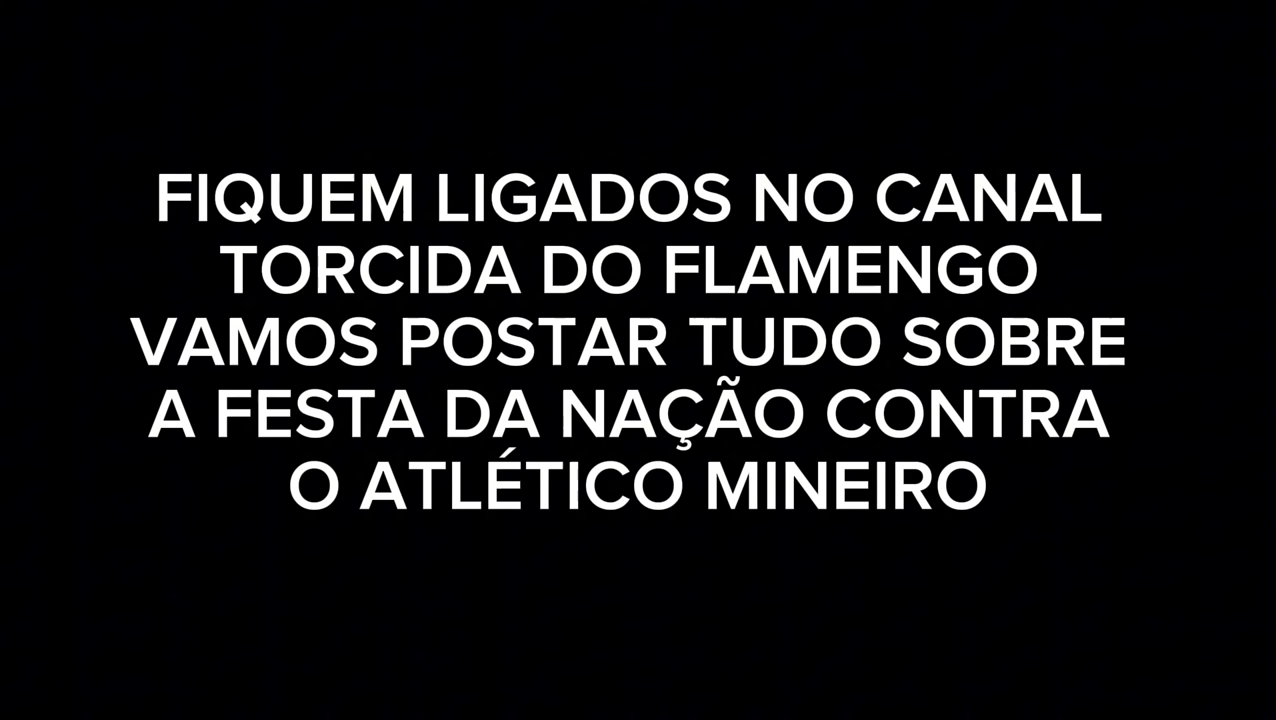 FIQUEM LIGADOS NO CANAL
TORCIDA DO FLAMENGO
VAMOS POSTAR TUDO SOBRE
A FESTA DA NAÇÃO CONTRA
O ATLÉTICO MINEIRO